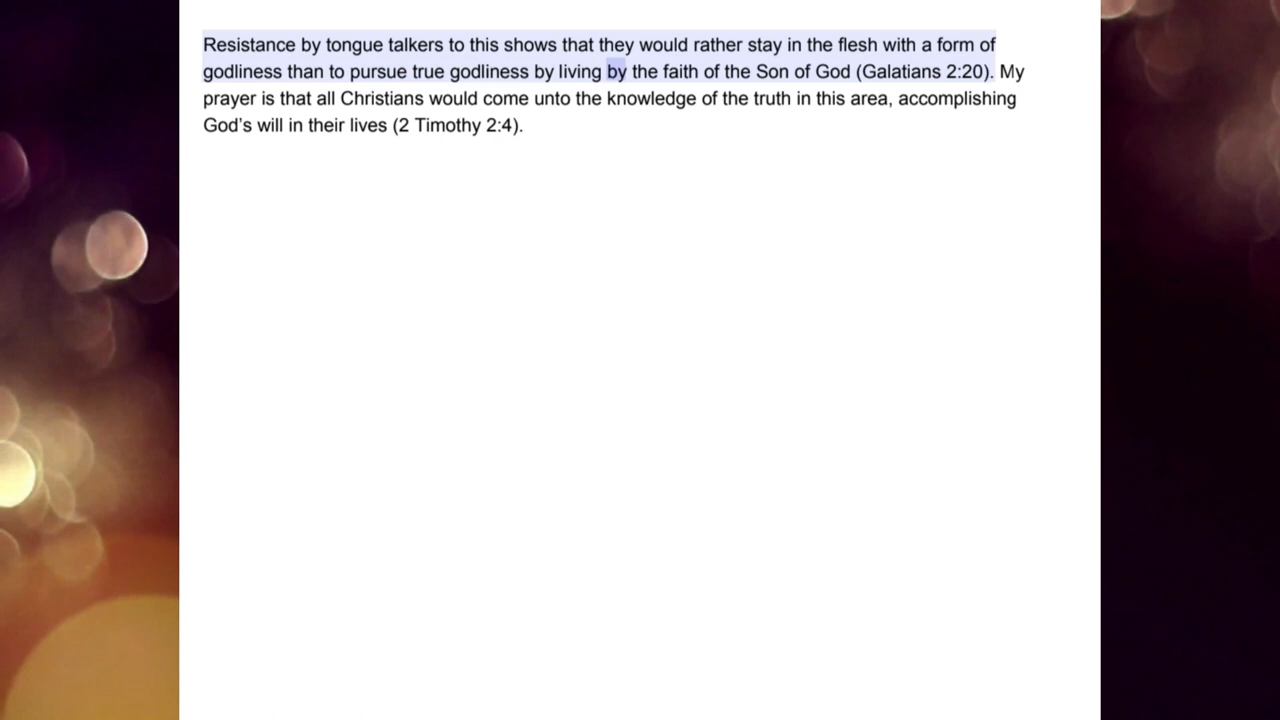 Resistance by tongue talkers to this shows that they would rather stay in the flesh with a form of
godliness than to pursue true godliness by living by the faith of the Son of God (Galatians 2:20). My
prayer is that all Christians would come unto the knowledge of the truth in this area, accomplishing
God’s will in their lives (2 Timothy 2:4).